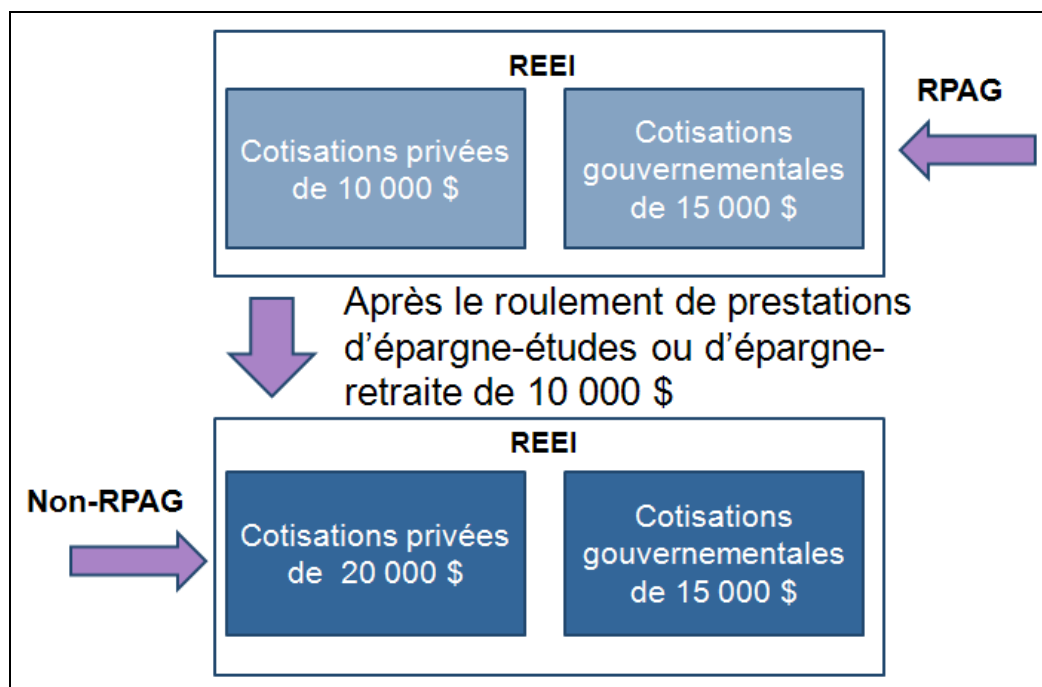 REEI
RPAG
Cotisations privées
de 10 000 $
Cotisations
gouvernementales
de 15 000 $
Après le roulement de prestations
d’épargne-études ou d’épargne-
retraite de 10 000 $
REEI
Non-RPAG
Cotisations privées
de 20 000 $
Cotisations
gouvernementales
de 15 000 $